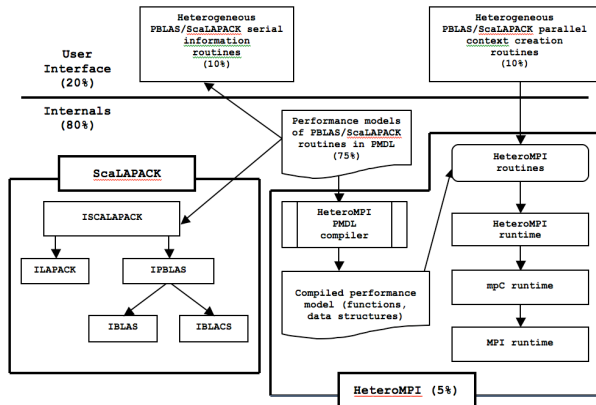 Heterogeneous
PBLAS/ScaLAPACK serial
information
routines
(10%)
Heterogeneous
PBLAS/ScaLAPACK parallel
context creation
routines
(10%)
User
Interface
(20%)
Internals
(80%)
Performance models
of PBLAS/ScaLAPACK
routines in PMDL
(75%)
ScaLAPACK
ISCALAPACK
ILAPACK
IPBLAS
IBLAS
IBLACS
HeteroMPI
PMDL
compiler
Compiled performance
model (functions,
data structures)
HeteroMPI
routines
HeteroMPI
runtime
mpC runtime
MPI runtime
HeteroMPI (5%)